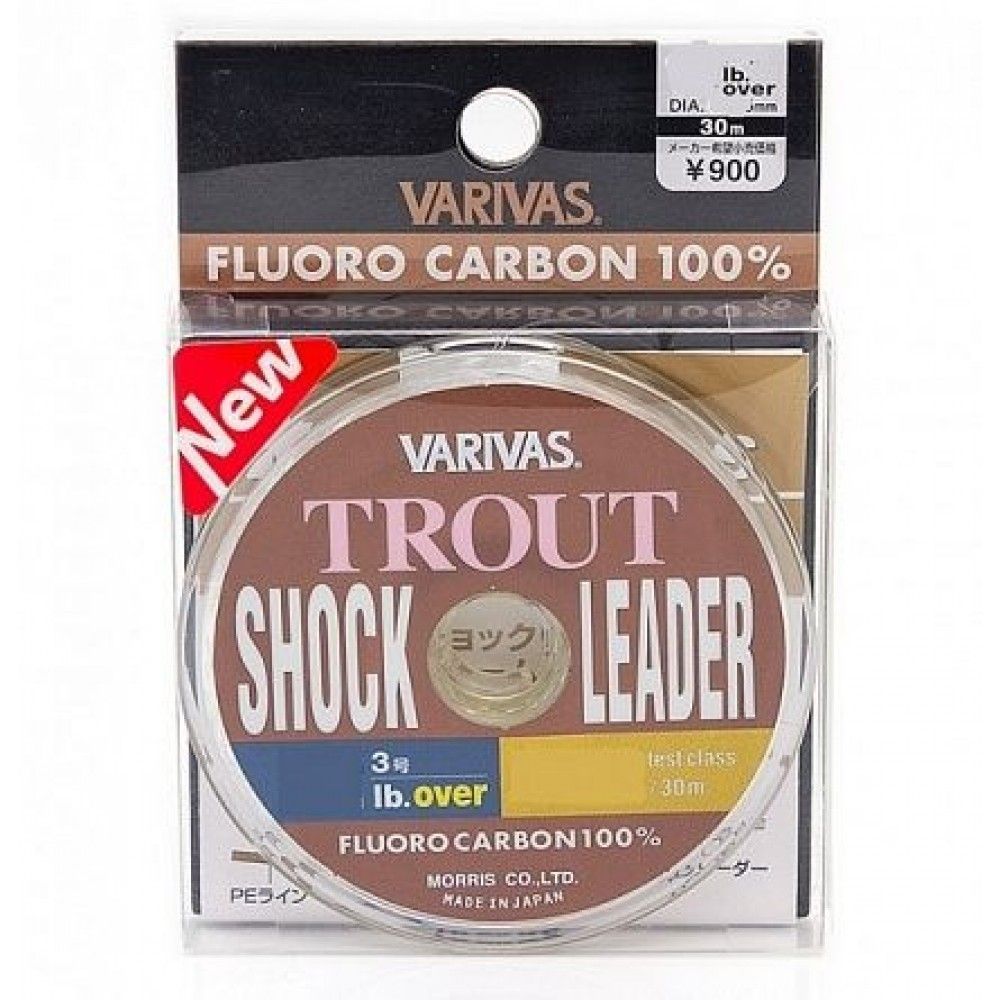 lb.
over
DIA. mm
30m
メーカー希望小売価格
¥900
VARIVAS®
FLUORO CARBON 100%
New
VARIVAS®
TROUT
SHOCK LEADER
ョック
3号
lb.over
test class
30m
FLUORO CARBON 100%
MORRIS CO.,LTD.
MADE IN JAPAN
PEライン
ーダー